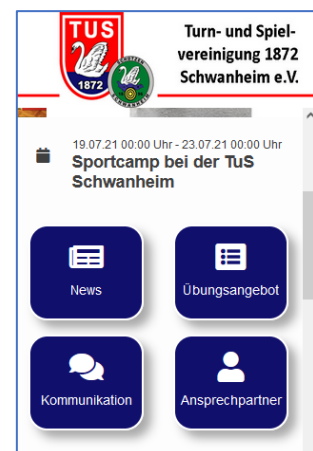 TUS
1872
Turn- und Spiel-
vereinigung 1872
Schwanheim e.V.
19.07.21 00:00 Uhr - 23.07.21 00:00 Uhr
Sportcamp bei der TuS
Schwanheim
News
Übungsangebot
Kommunikation
Ansprechpartner